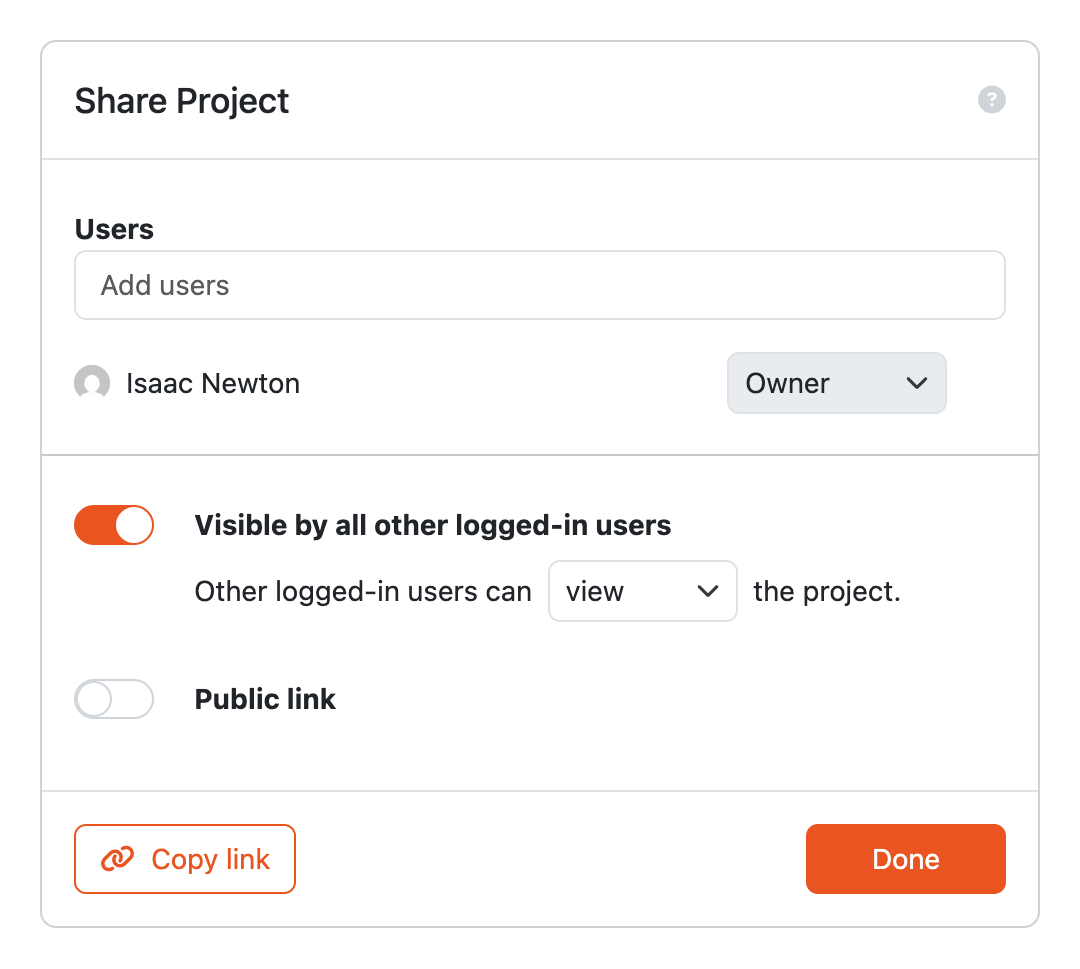 Share Project
?
Users
Add users
Isaac Newton Owner
Visible by all other logged-in users
Other logged-in users can view the project.
Public link
Copy link Done